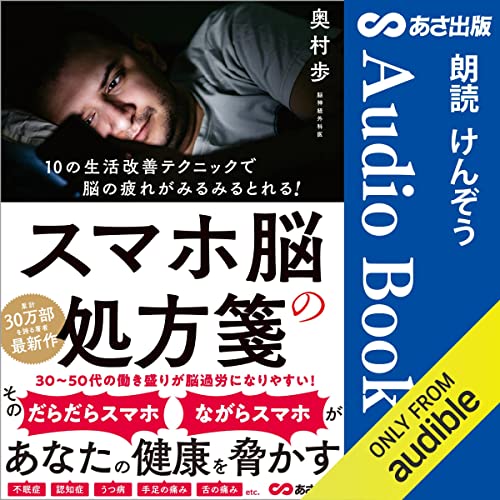 奥村歩
脳神経外科医
10の生活改善テクニックで
脳の疲れがみるみるとれる!
スマホ脳の
処方箋
累計
30万部
を誇る著者
最新作
30〜50代の働き盛りが脳過労になりやすい!
その
だらだらスマホ
ながらスマホ
が
あなたの健康を脅かす
不眠症
認知症
うつ病
手足の痛み
舌の痛み
etc.
あさ出
あさ出版
朗読 けんぞう
Audio Book
ONLY FROM
audible